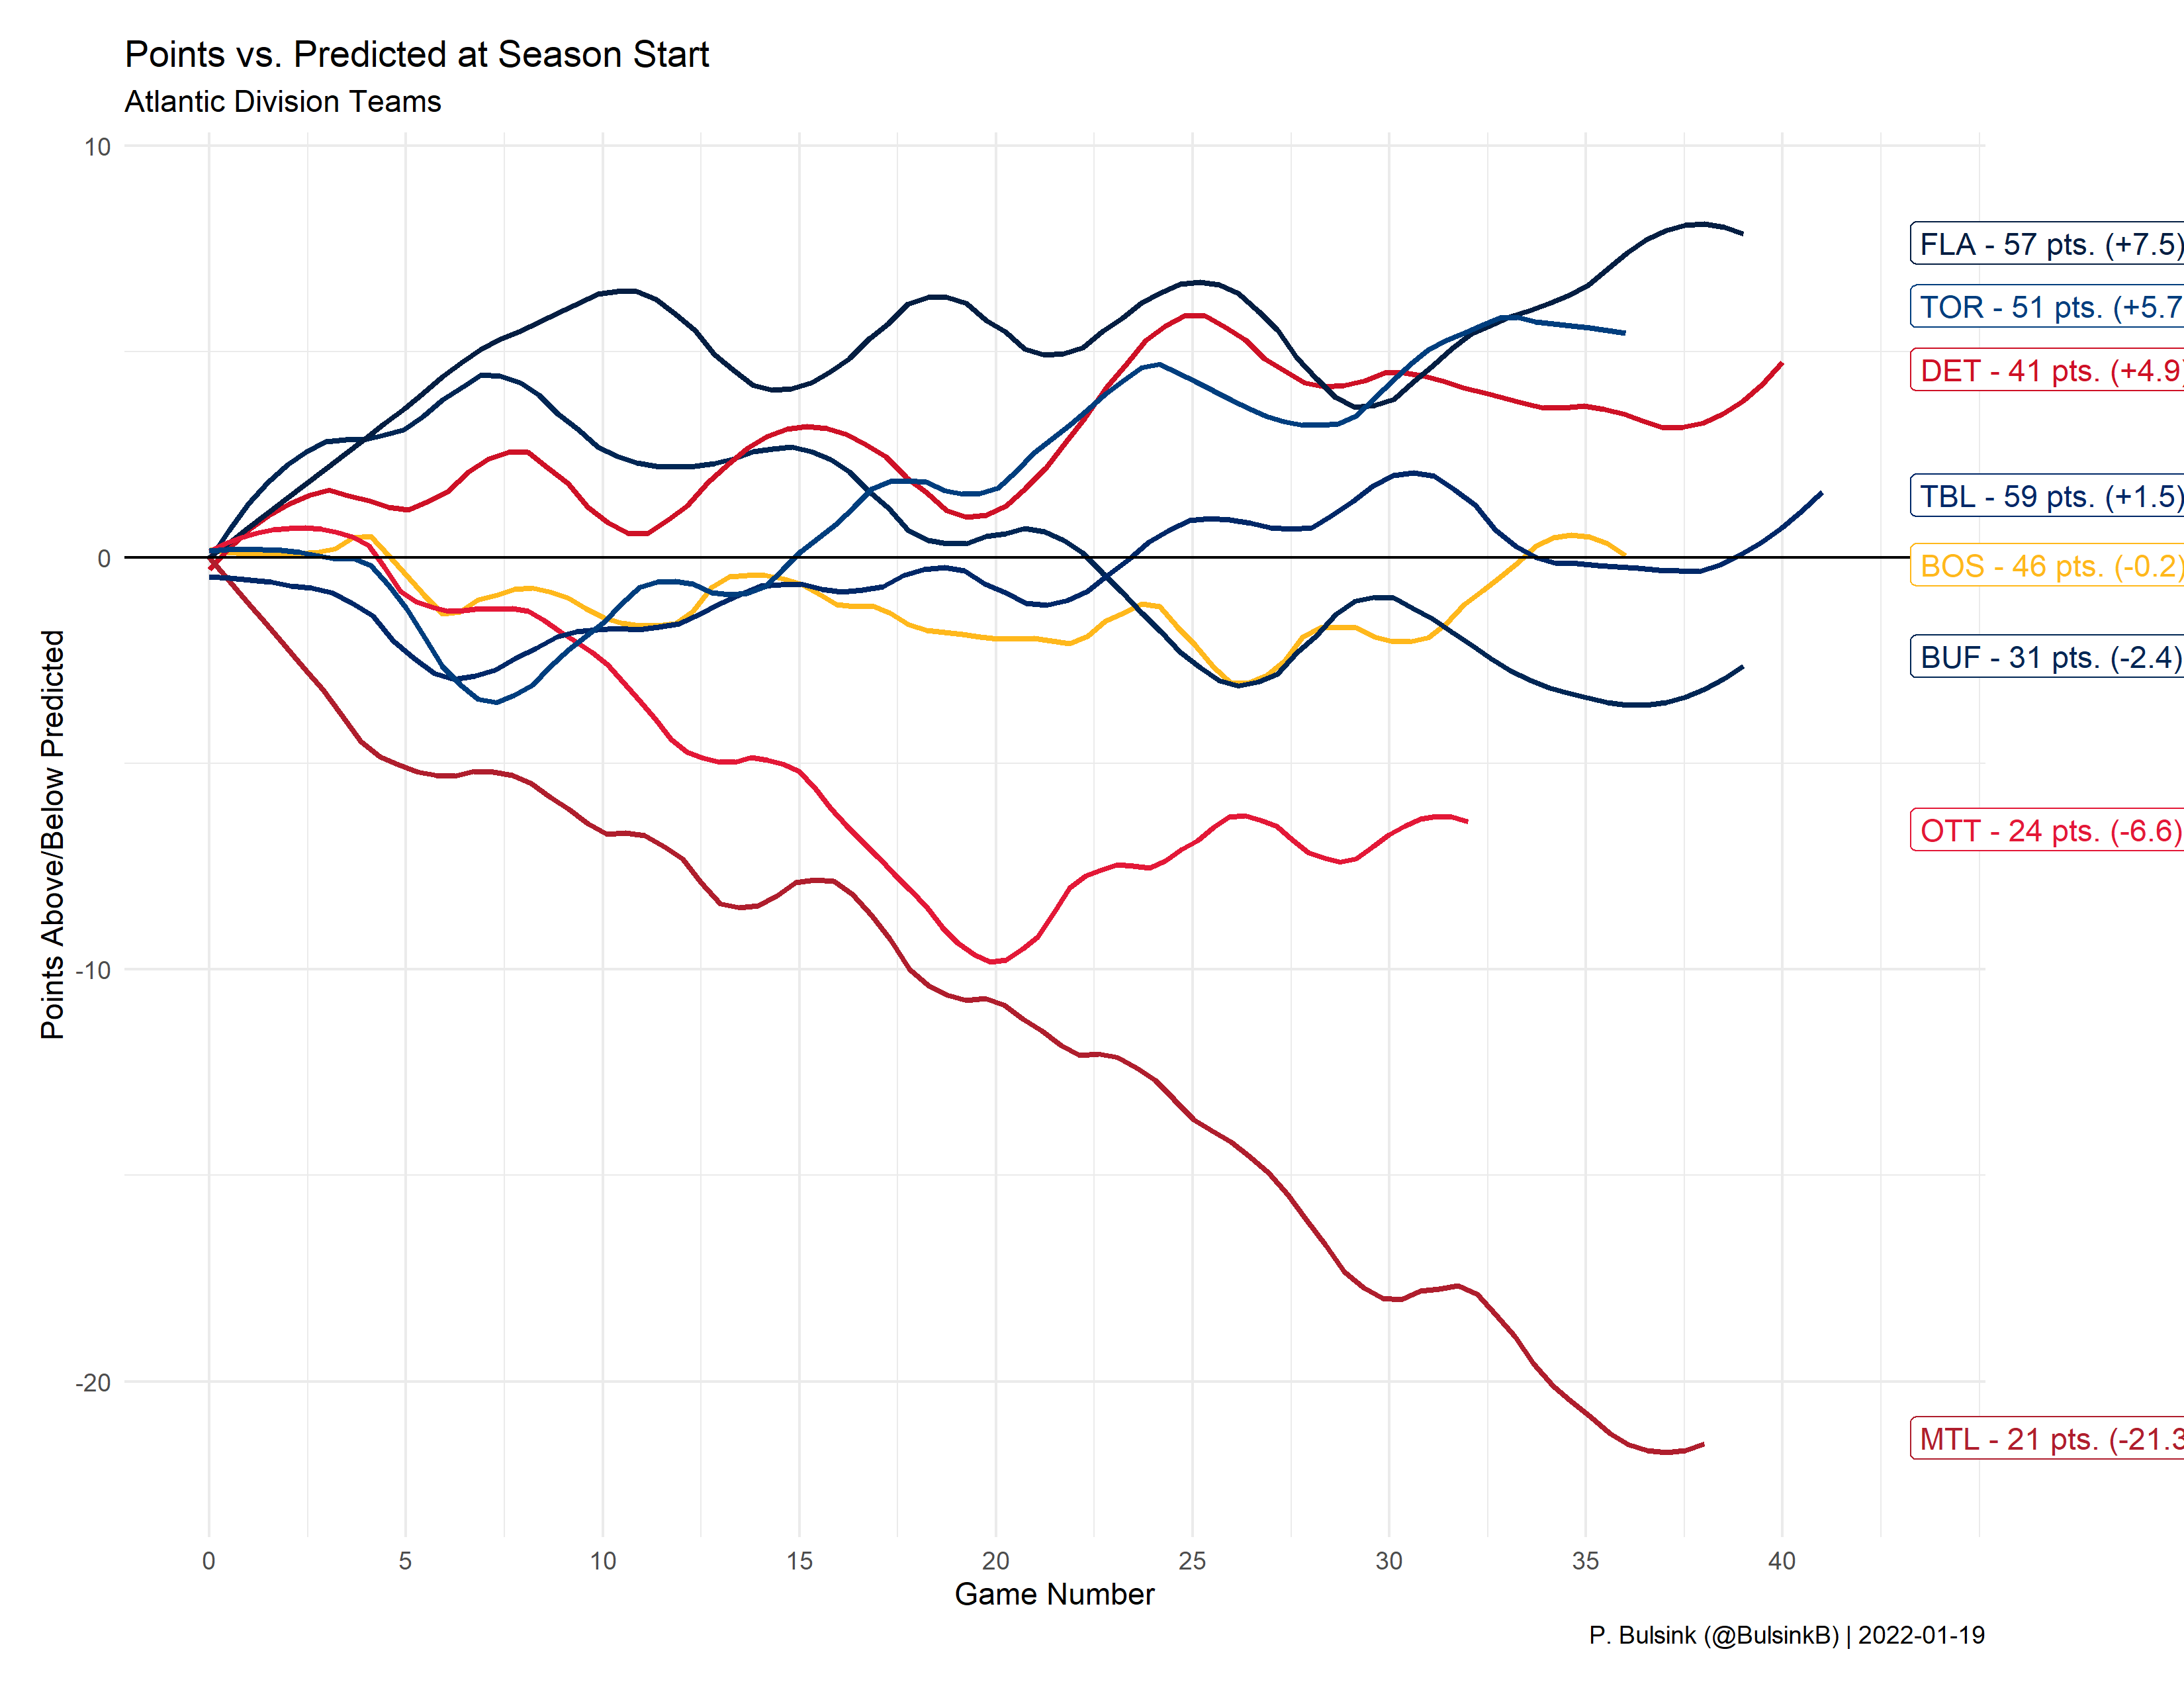 Points vs. Predicted at Season Start
Atlantic Division Teams
Points Above/Below Predicted
10
0
-10
-20
FLA - 57 pts. (+7.5)
TOR - 51 pts. (+5.7
DET - 41 pts. (+4.9)
TBL - 59 pts. (+1.5)
BOS - 46 pts. (-0.2)
BUF - 31 pts. (-2.4)
OTT - 24 pts. (-6.6)
MTL - 21 pts. (-21.3
0 5 10 15 20 25 30 35 40
Game Number
P. Bulsink (@BulsinkB) | 2022-01-19